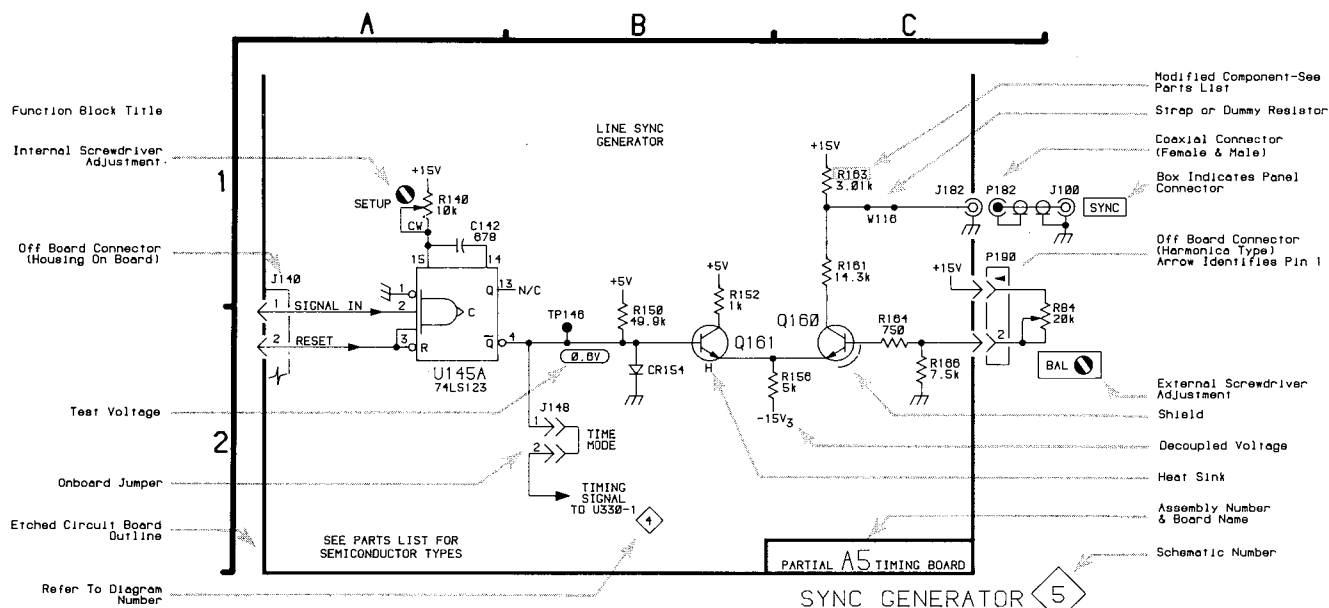 A
B
C
1
2
Function Block Title
Internal Screwdriver
Adjustment
Off Board Connector
(Housing On Board)
Test Voltage
Onboard Jumper
Etched Circuit Board
Outline
Refer To Diagram
Number
LINE SYNC
GENERATOR
+15V
SETUP
R140
10k
CW
C142
678
15
14
J140
1
SIGNAL IN
2
RESET
1
2
3
C
R
Q
13
N/C
Q
4
U145A
74LS123
TP146
0.6V
+5V
R150
49.9k
CR154
+5V
R152
1k
Q161
H
J148
1
2
TIME
MODE
TIMING
SIGNAL
TO U330-1
4
SEE PARTS LIST FOR
SEMICONDUCTOR TYPES
+15V
R163
3.01k
W116
R161
14.3k
Q160
R156
5k
-15V3
R164
750
R166
7.5k
J182
P182
J100
SYNC
+15V
P190
2
R84
20k
BAL
Modified Component-See
Parts List
Strap or Dummy Resistor
Coaxial Connector
(Female & Male)
Box Indicates Panel
Connector
Off Board Connector
(Harmonica Type)
Arrow Identifies Pin 1
External Screwdriver
Adjustment
Shield
Decoupled Voltage
Heat Sink
Assembly Number
& Board Name
Schematic Number
PARTIAL A5 TIMING BOARD
SYNC GENERATOR 5